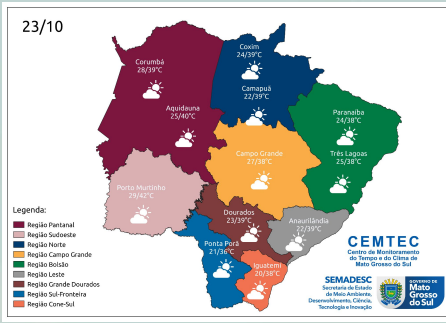 23/10
Coxim
24/39°C
Corumbá
28/39°C
Camapuã
22/39°C
Aquidauna
25/40°C
Paranaíba
24/38°C
Campo Grande
27/38°C
Três Lagoas
25/38°C
Porto Murtinho
29/42°C
Dourados
23/39°C
Anaurilândia
22/39°C
Ponta Porã
21/36°C
Iguatemi
20/38°C
Legenda:
Região Pantanal
Região Sudoeste
Região Norte
Região Campo Grande
Região Bolsão
Região Leste
Região Grande Dourados
Região Sul-Fronteira
Região Cone-Sul
CEMTEC
Centro de Monitoramento
do Tempo e do Clima de
Mato Grosso do Sul
SEMADESC
Secretaria de Estado
de Meio Ambiente,
Desenvolvimento, Ciência,
Tecnologia e Inovação
GOVERNO DE
Mato
Grosso
do Sul